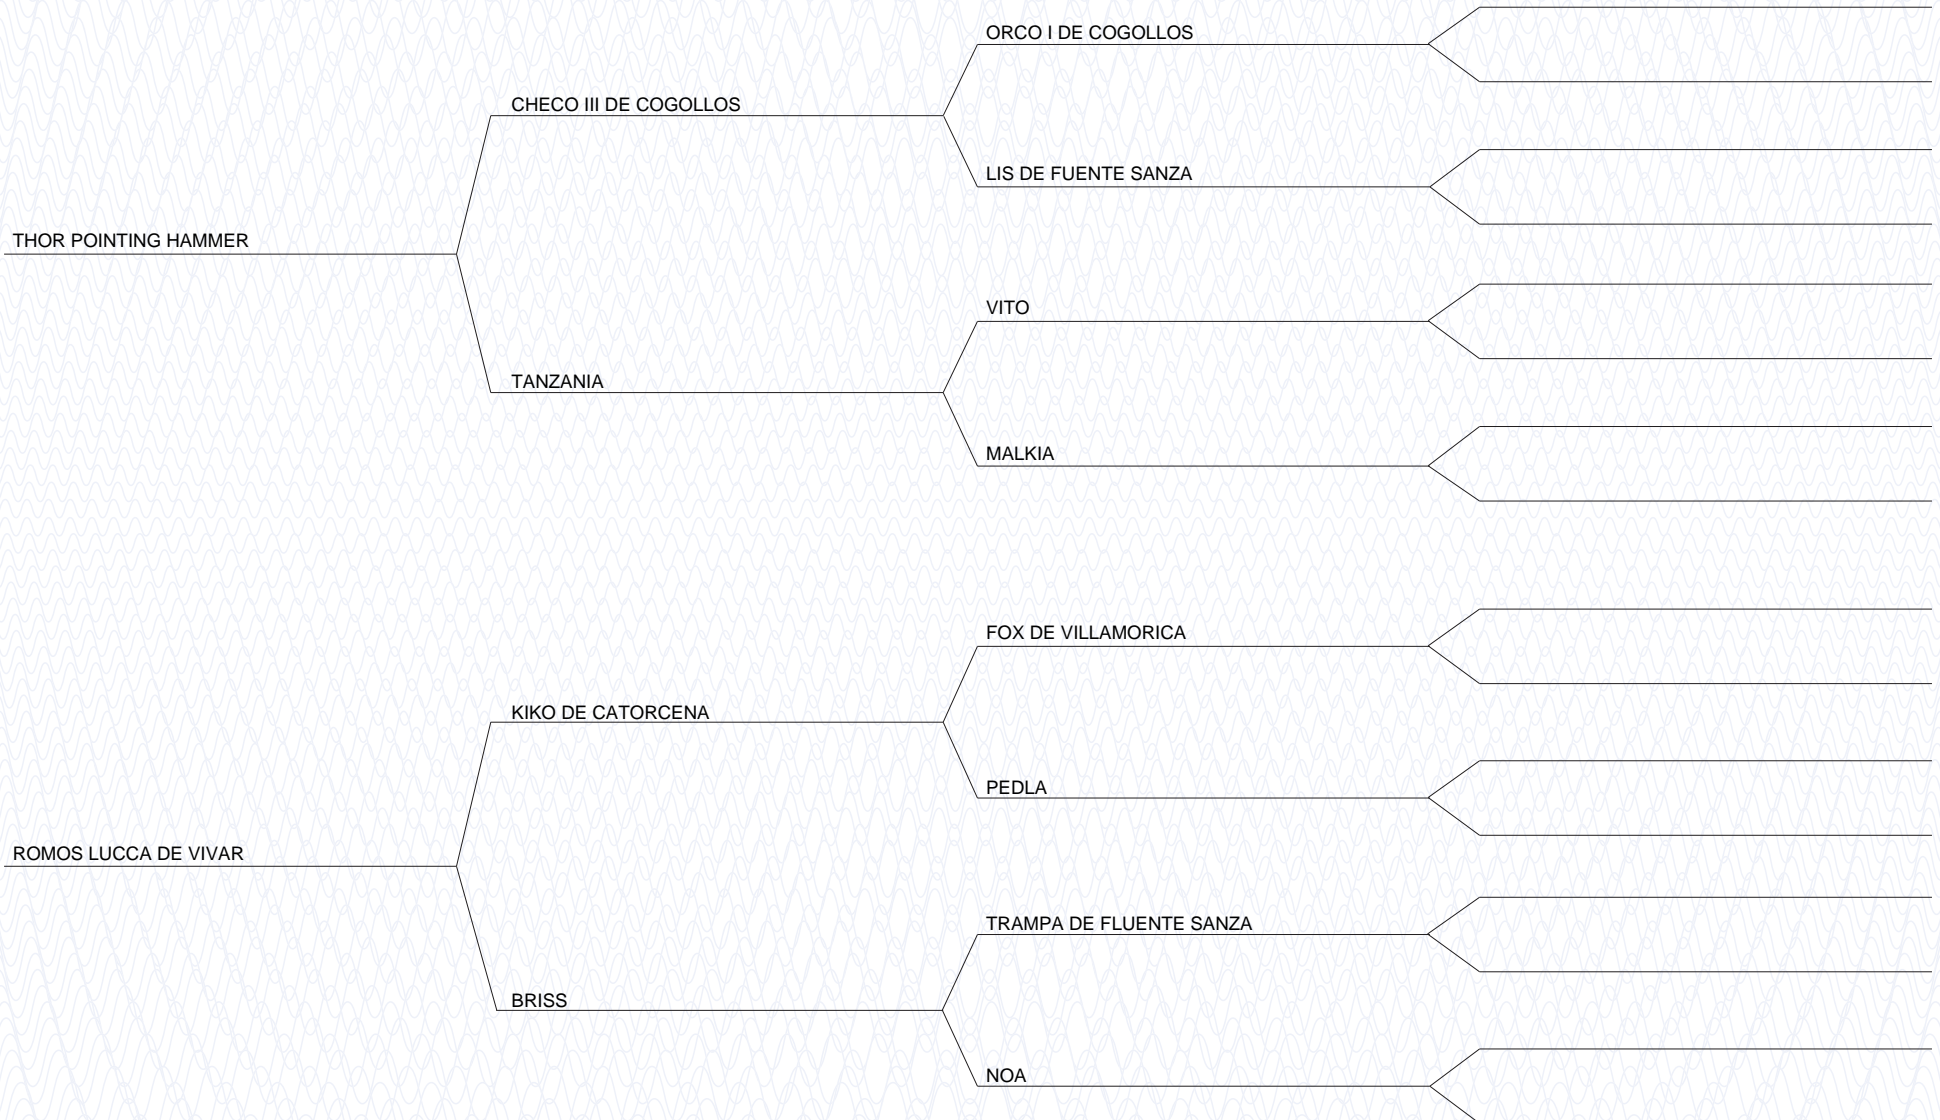 ORCO I DE COGOLLOS
CHECO III DE COGOLLOS
LIS DE FUENTE SANZA
THOR POINTING HAMMER
VITO
TANZANIA
MALKIA
FOX DE VILLAMORICA
KIKO DE CATORCENA
PEDLA
ROMOS LUCCA DE VIVAR
TRAMPA DE FLUENTE SANZA
BRISS
NOA